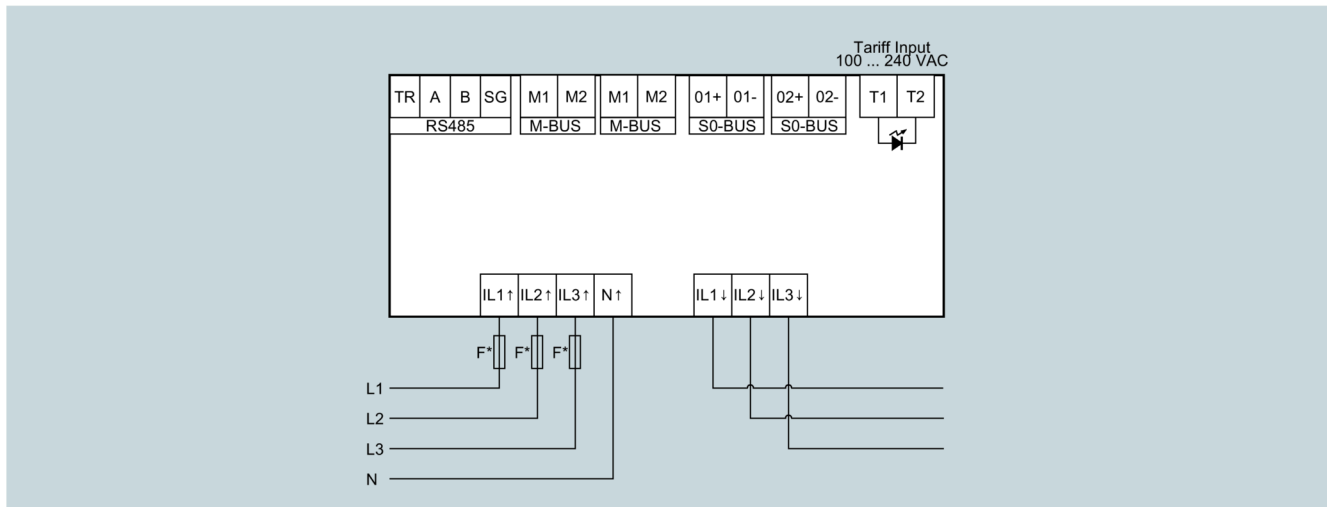 Tariff Input
100 ... 240 VAC
TR A B SG M1 M2 M1 M2 01+ 01- 02+ 02- T1 T2
RS485 M-BUS M-BUS S0-BUS S0-BUS
IL1↑ IL2↑ IL3↑ N↑ IL1↓ IL2↓ IL3↓
F* F* F*
L1
L2
L3
N